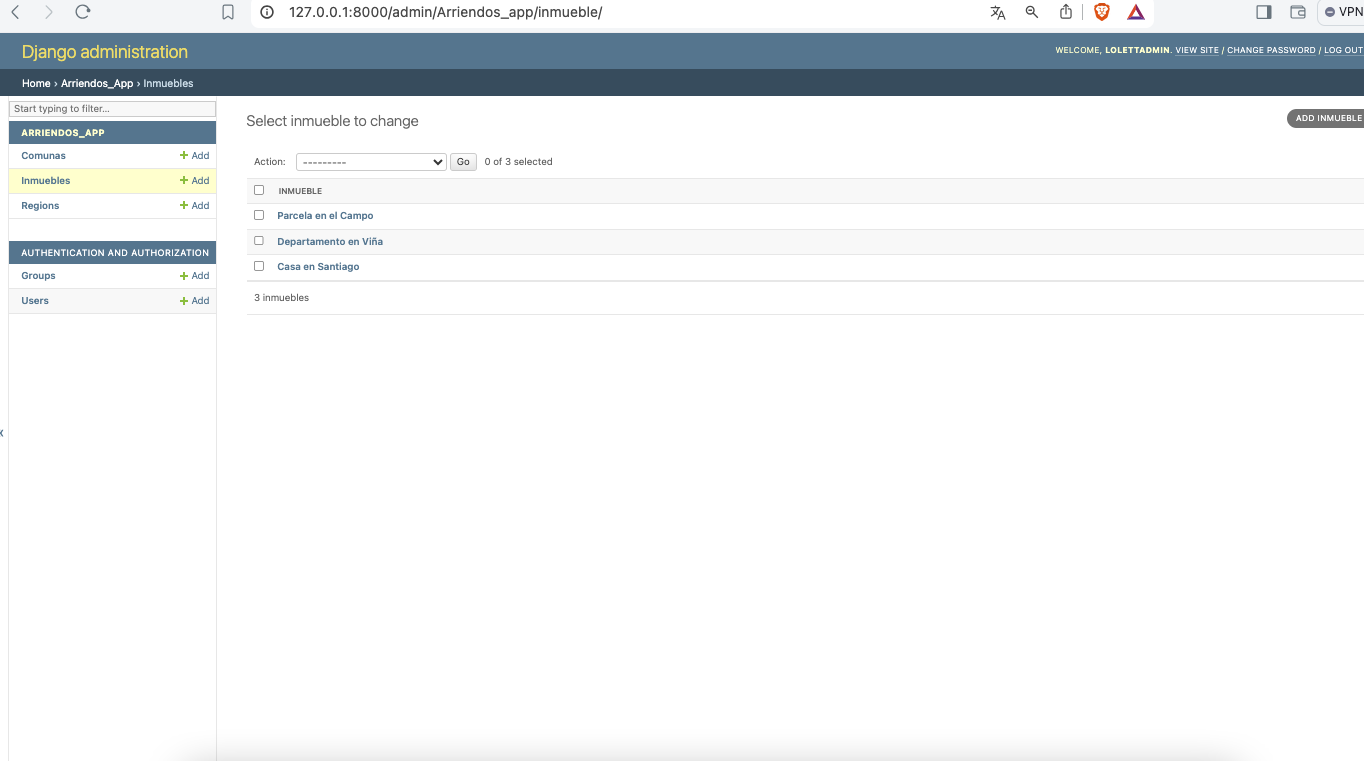 127.0.0.1:8000/admin/Arriendos_app/inmueble/
VPN
Django administration
WELCOME, LOLETTADMIN. VIEW SITE / CHANGE PASSWORD / LOG OUT
Home › Arriendos_App › Inmuebles
Start typing to filter...
ARRIENDOS_APP
Comunas + Add
Inmuebles + Add
Regions + Add
AUTHENTICATION AND AUTHORIZATION
Groups + Add
Users + Add
Select inmueble to change
ADD INMUEBLE
Action: --------- Go 0 of 3 selected
INMUEBLE
Parcela en el Campo
Departamento en Viña
Casa en Santiago
3 inmuebles